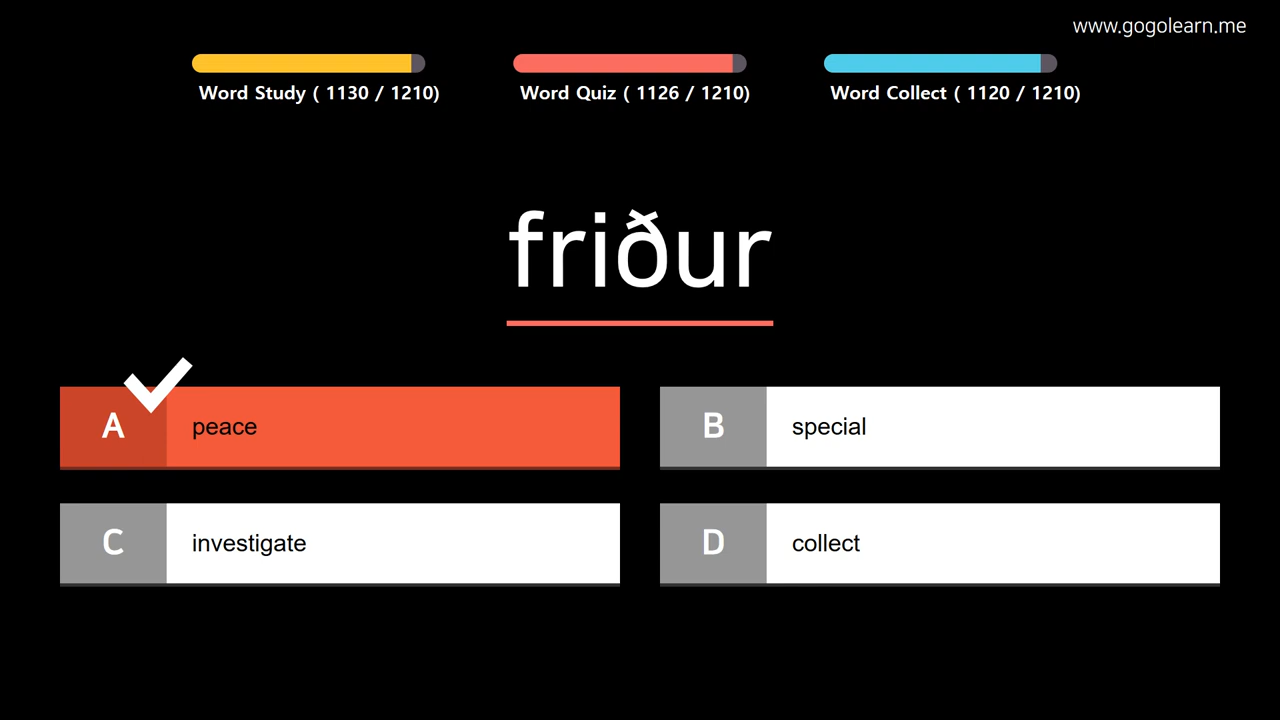 www.gogolearn.me
Word Study ( 1130 / 1210)
Word Quiz ( 1126 / 1210)
Word Collect ( 1120 / 1210)
friður
A peace
B special
C investigate
D collect